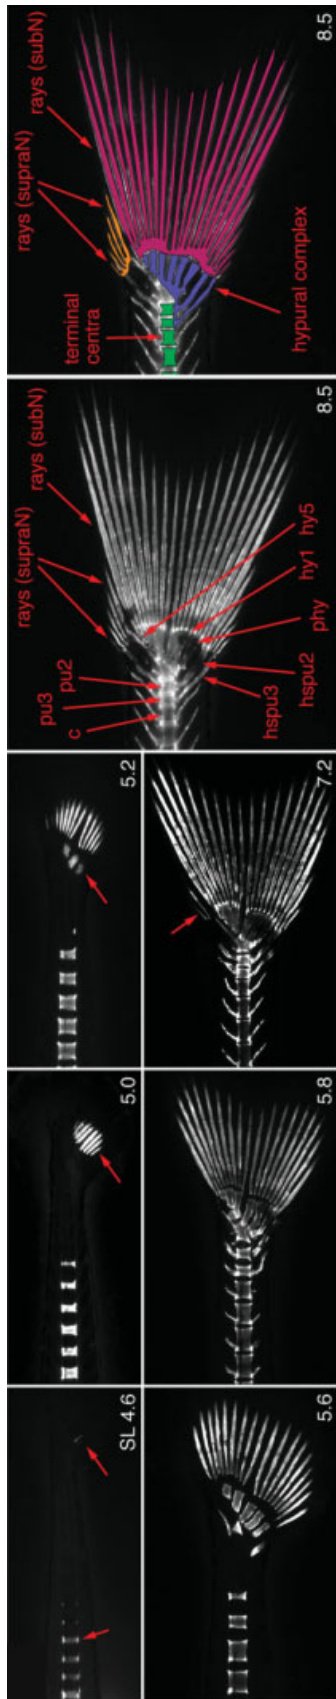 SL 4.6
5.0
5.2
5.6
5.8
7.2
rays (supraN)
rays (subN)
pu3
pu2
c
hspu3
hspu2
phy
hy1
hy5
8.5
rays (supraN)
rays (subN)
terminal
centra
hypural complex
8.5